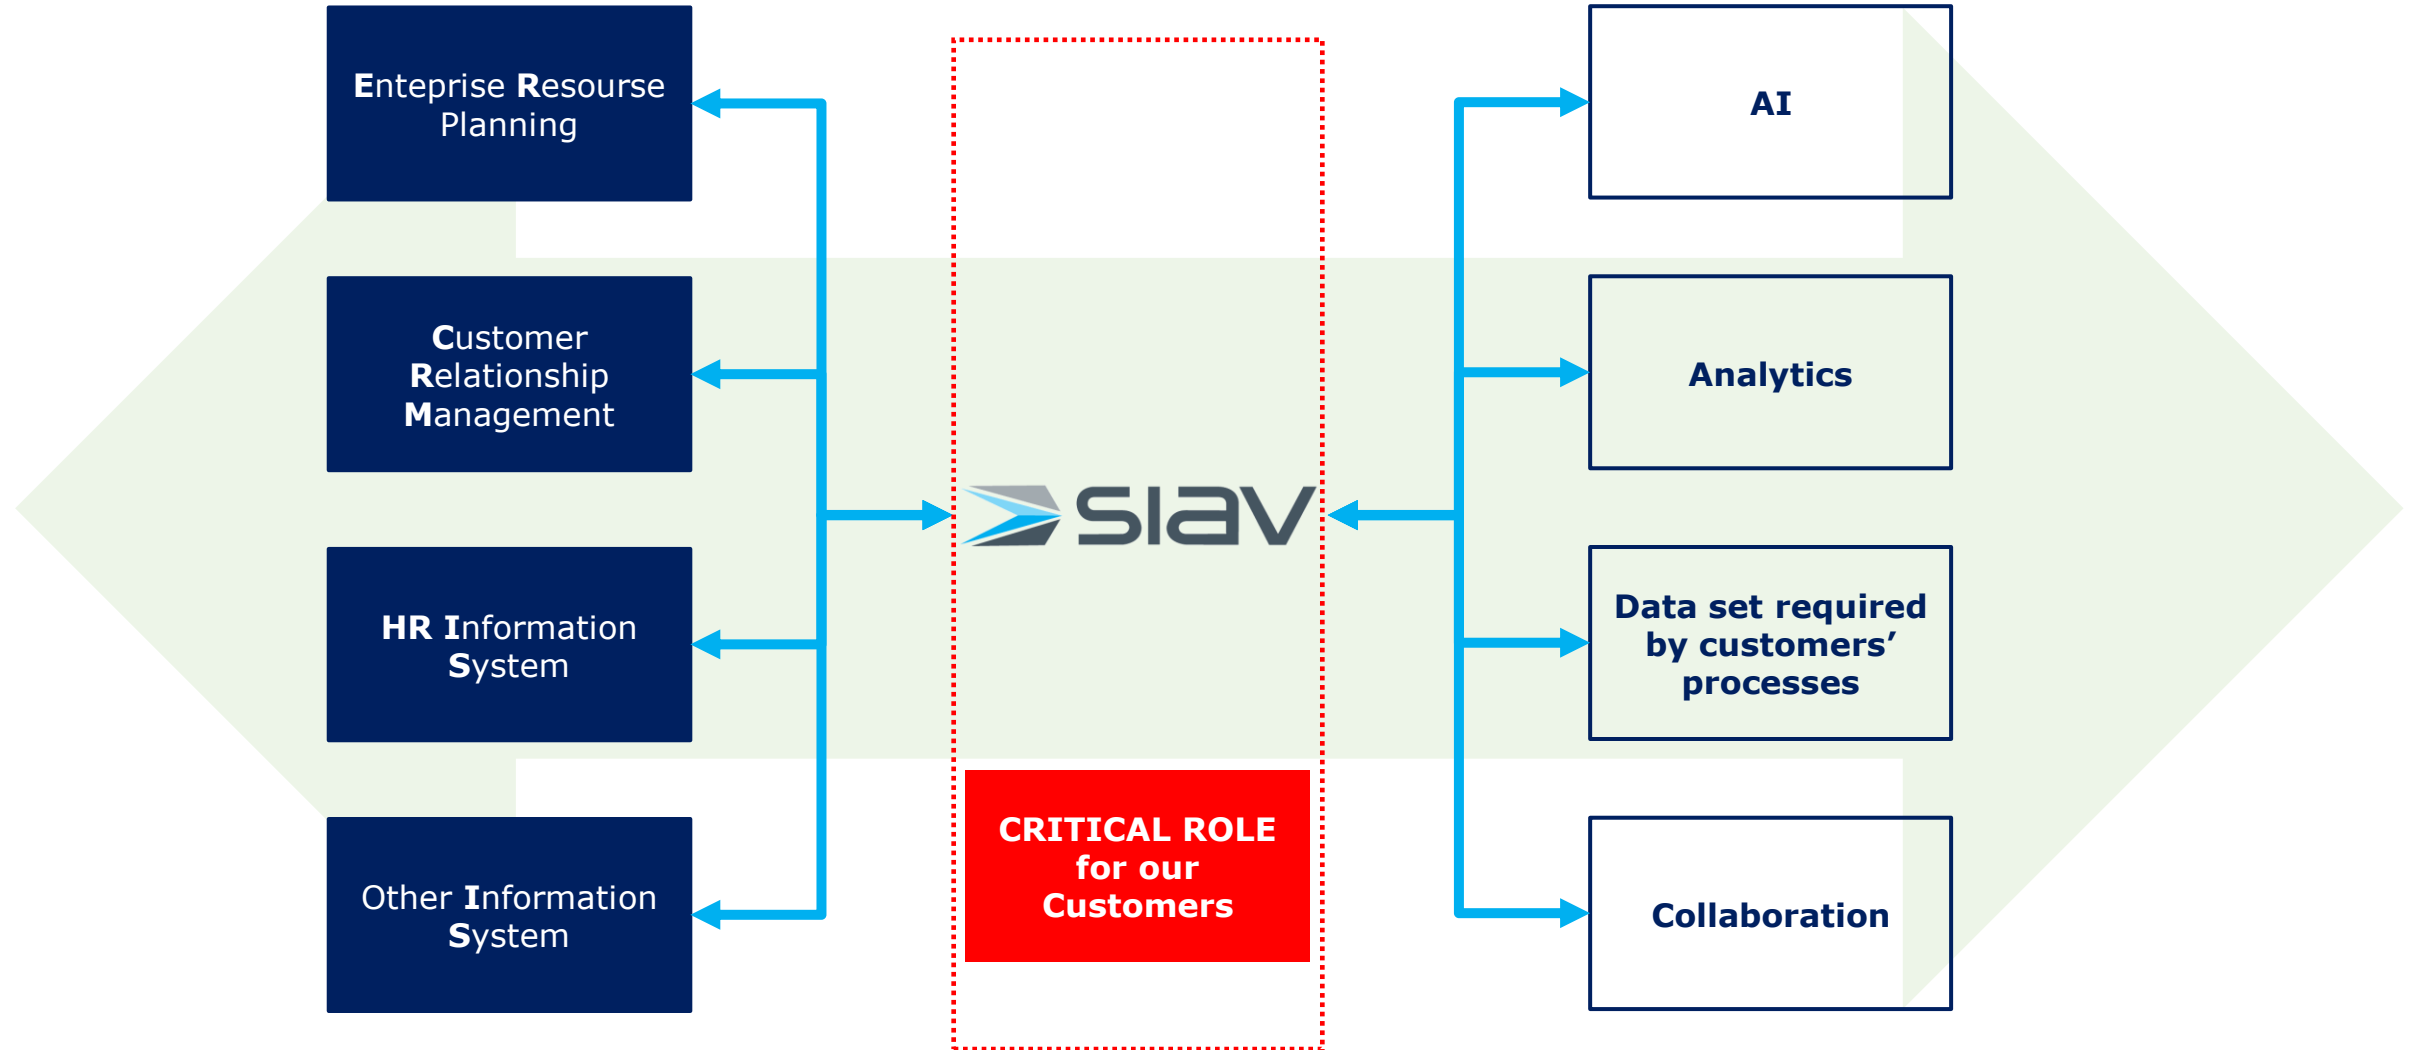 Enteprise Resourse
Planning
Customer
Relationship
Management
HR Information
System
Other Information
System
sıav
CRITICAL ROLE
for our
Customers
AI
Analytics
Data set required
by customers’
processes
Collaboration